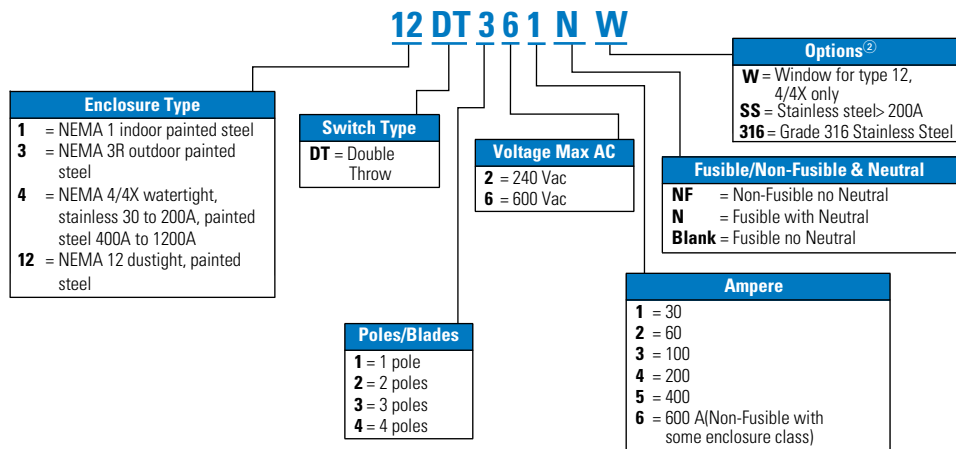 12 DT 3 6 1 N W
Enclosure Type
1 = NEMA 1 indoor painted steel
3 = NEMA 3R outdoor painted
steel
4 = NEMA 4/4X watertight,
stainless 30 to 200A, painted
steel 400A to 1200A
12 = NEMA 12 dustight, painted
steel
Switch Type
DT = Double
Throw
Poles/Blades
1 = 1 pole
2 = 2 poles
3 = 3 poles
4 = 4 poles
Voltage Max AC
2 = 240 Vac
6 = 600 Vac
Ampere
1 = 30
2 = 60
3 = 100
4 = 200
5 = 400
6 = 600 A(Non-Fusible with
some enclosure class)
Fusible/Non-Fusible & Neutral
NF = Non-Fusible no Neutral
N = Fusible with Neutral
Blank = Fusible no Neutral
Options②
W = Window for type 12,
4/4X only
SS = Stainless steel> 200A
316 = Grade 316 Stainless Steel